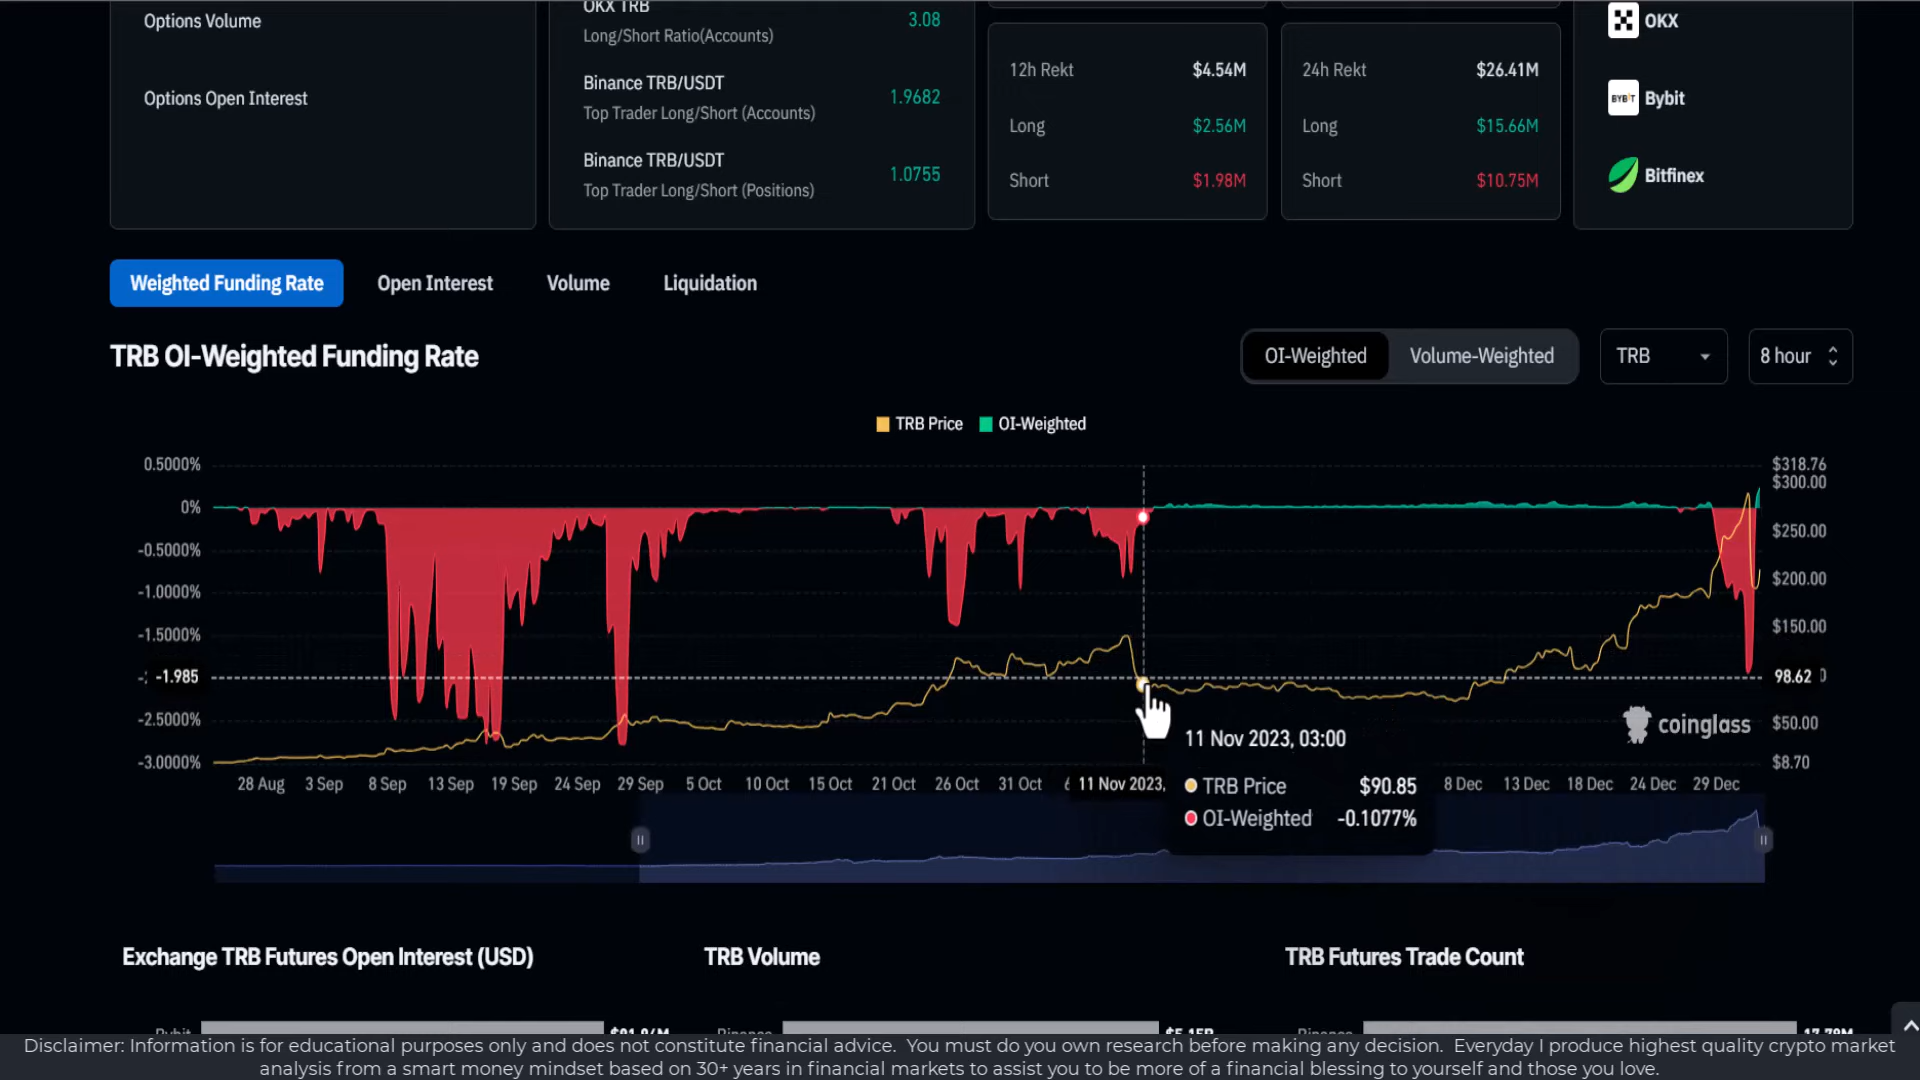 Options Volume
Options Open Interest
OKX TRB
3.08
Long/Short Ratio(Accounts)
Binance TRB/USDT
1.9682
Top Trader Long/Short (Accounts)
Binance TRB/USDT
1.0755
Top Trader Long/Short (Positions)
12h Rekt $4.54M
Long $2.56M
Short $1.98M
24h Rekt $26.41M
Long $15.66M
Short $10.75M
OKX
BYBIT Bybit
Bitfinex
Weighted Funding Rate Open Interest Volume Liquidation
TRB OI-Weighted Funding Rate
OI-Weighted Volume-Weighted TRB 8 hour
TRB Price OI-Weighted
0.5000%
0%
-0.5000%
-1.0000%
-1.5000%
-1.985
-2.5000%
-3.0000%
$318.76
$300.00
$250.00
$200.00
$150.00
98.62
$50.00
$8.70
coinglass
28 Aug 3 Sep 8 Sep 13 Sep 19 Sep 24 Sep 29 Sep 5 Oct 10 Oct 15 Oct 21 Oct 26 Oct 31 Oct 11 Nov 2023, 8 Dec 13 Dec 18 Dec 24 Dec 29 Dec
11 Nov 2023, 03:00
TRB Price $90.85
OI-Weighted -0.1077%
Exchange TRB Futures Open Interest (USD)
TRB Volume
TRB Futures Trade Count
Bybit
Binance
Binance
Disclaimer: Information is for educational purposes only and does not constitute financial advice. You must do you own research before making any decision. Everyday I produce highest quality crypto market
analysis from a smart money mindset based on 30+ years in financial markets to assist you to be more of a financial blessing to yourself and those you love.